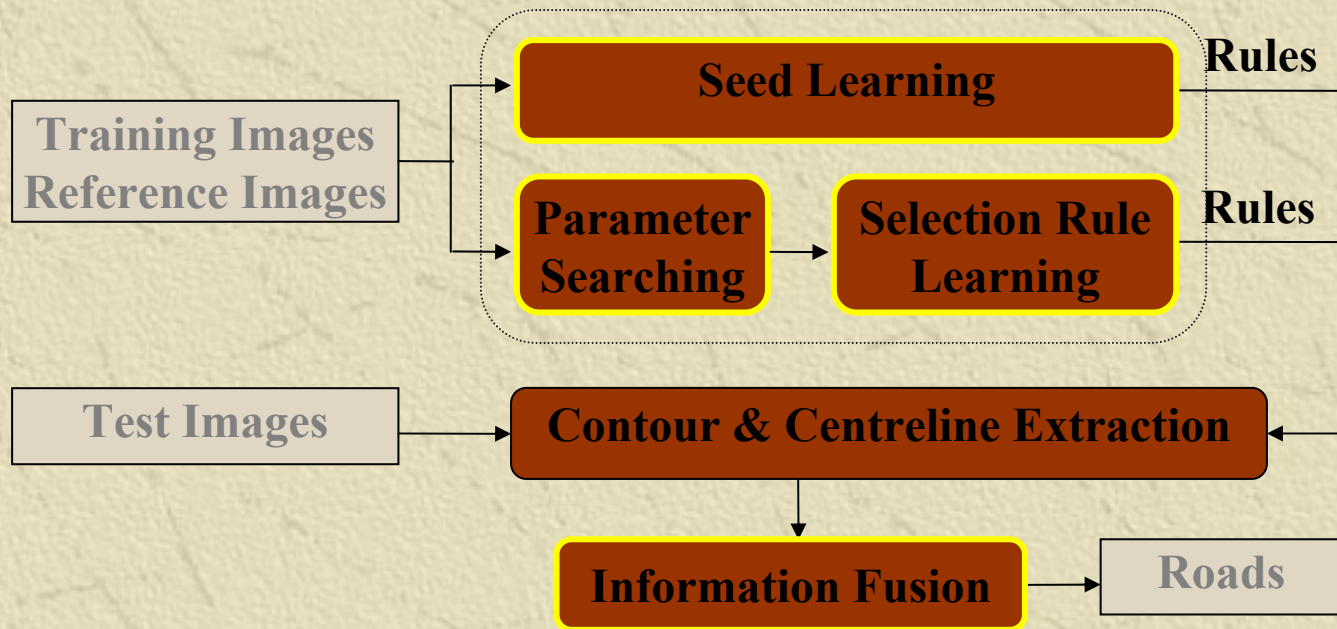 Seed Learning
Rules
Training Images
Reference Images
Parameter
Searching
Selection Rule
Learning
Rules
Test Images
Contour & Centreline Extraction
Information Fusion
Roads